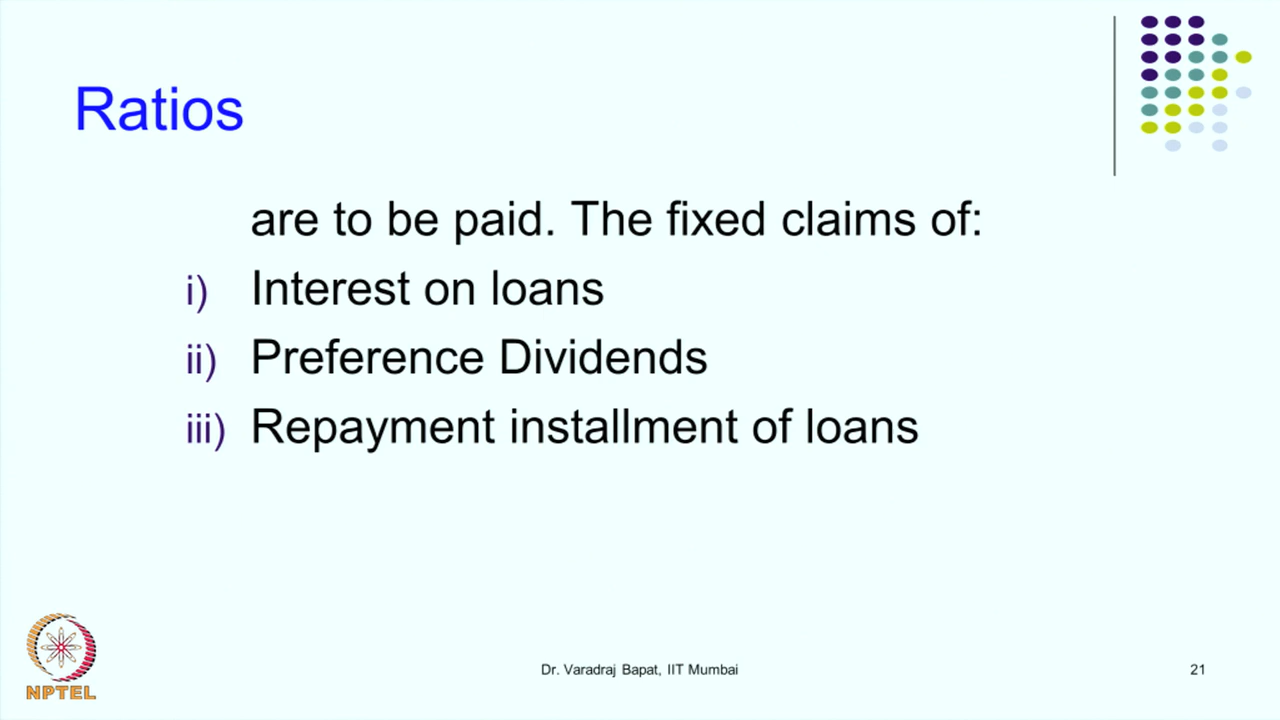 Ratios
are to be paid. The fixed claims of:
i) Interest on loans
ii) Preference Dividends
iii) Repayment installment of loans
NPTEL
Dr. Varadraj Bapat, IIT Mumbai
21